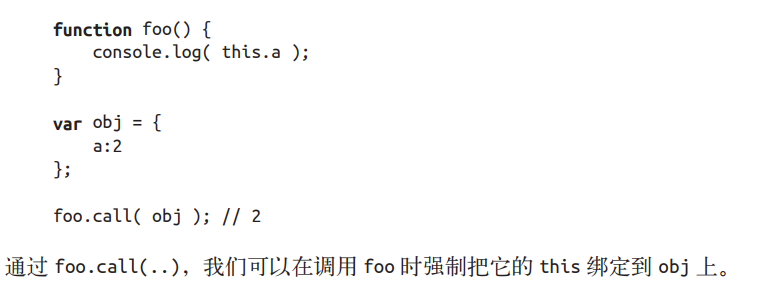 function foo() {
    console.log( this.a );
}

var obj = {
    a:2
};

foo.call( obj ); // 2

通过 foo.call(..)，我们可以在调用 foo 时强制把它的 this 绑定到 obj 上。